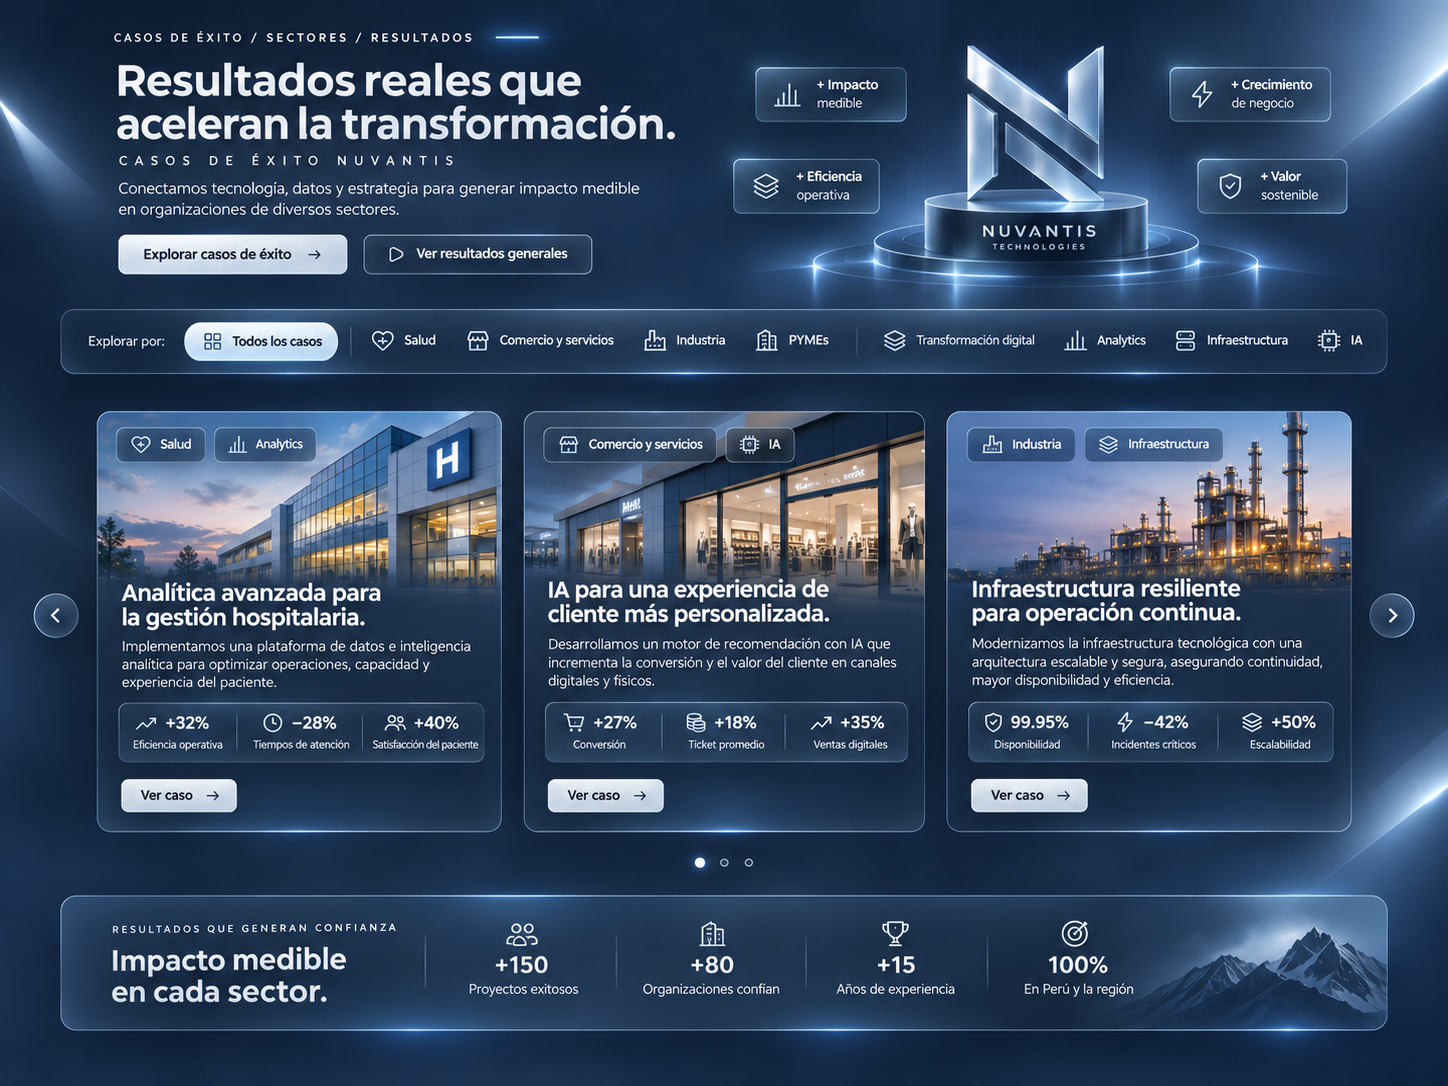 CASOS DE ÉXITO / SECTORES / RESULTADOS
Resultados reales que
aceleran la transformación.
CASOS DE ÉXITO NUVANTIS
Conectamos tecnología, datos y estrategia para generar impacto medible
en organizaciones de diversos sectores.
Explorar casos de éxito
Ver resultados generales
+ Impacto
medible
+ Eficiencia
operativa
NUVANTIS
TECHNOLOGIES
+ Crecimiento
de negocio
+ Valor
sostenible
Explorar por:
Todos los casos
Salud
Comercio y servicios
Industria
PYMEs
Transformación digital
Analytics
Infraestructura
IA
Salud
Analytics
H
Analítica avanzada para
la gestión hospitalaria.
Implementamos una plataforma de datos e inteligencia
analítica para optimizar operaciones, capacidad y
experiencia del paciente.
+32%
Eficiencia operativa
−28%
Tiempos de atención
+40%
Satisfacción del paciente
Ver caso
Comercio y servicios
IA
IA para una experiencia de
cliente más personalizada.
Desarrollamos un motor de recomendación con IA que
incrementa la conversión y el valor del cliente en canales
digitales y físicos.
+27%
Conversión
+18%
Ticket promedio
+35%
Ventas digitales
Ver caso
Industria
Infraestructura
Infraestructura resiliente
para operación continua.
Modernizamos la infraestructura tecnológica con una
arquitectura escalable y segura, asegurando continuidad,
mayor disponibilidad y eficiencia.
99.95%
Disponibilidad
−42%
Incidentes críticos
+50%
Escalabilidad
Ver caso
RESULTADOS QUE GENERAN CONFIANZA
Impacto medible
en cada sector.
+150
Proyectos exitosos
+80
Organizaciones confían
+15
Años de experiencia
100%
En Perú y la región